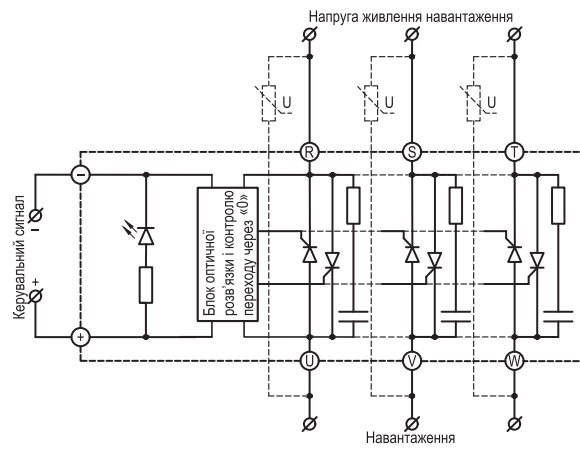 Напруга живлення навантаження
U
U
U
R
S
T
−
Керувальний сигнал
−
+
Блок оптичної
розв'язки і контролю
переходу через «0»
+
U
V
W
Навантаження